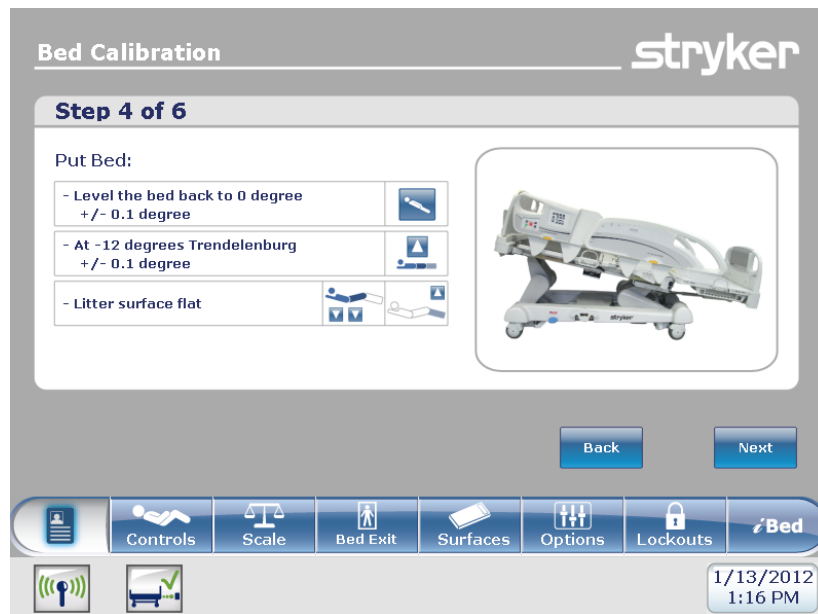 Bed Calibration
stryker
Step 4 of 6
Put Bed:
- Level the bed back to 0 degree
+/- 0.1 degree
- At -12 degrees Trendelenburg
+/- 0.1 degree
- Litter surface flat
stryker
Back
Next
Controls
Scale
Bed Exit
Surfaces
Options
Lockouts
iBed
1/13/2012
1:16 PM